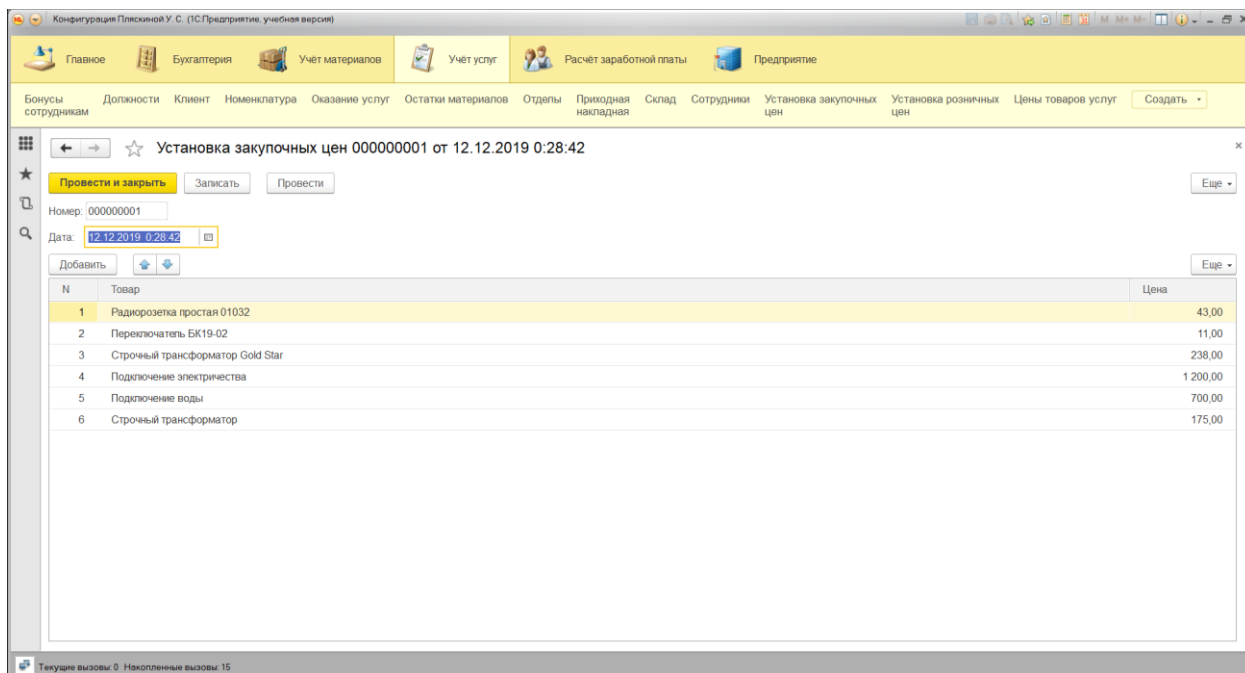 Конфигурация Пляскиной У. С. (1С:Предприятие, учебная версия)
M M+ M-
Главное Бухгалтерия Учёт материалов Учёт услуг Расчёт заработной платы Предприятие
Бонусы сотрудникам Должности Клиент Номенклатура Оказание услуг Остатки материалов Отделы Приходная накладная Склад Сотрудники Установка закупочных цен Установка розничных цен Цены товаров услуг Создать
Установка закупочных цен 000000001 от 12.12.2019 0:28:42
Провести и закрыть Записать Провести Еще
Номер: 000000001
Дата: 12.12.2019 0:28:42
Добавить Еще
N Товар Цена
1 Радиорозетка простая 01032 43,00
2 Переключатель БК19-02 11,00
3 Строчный трансформатор Gold Star 238,00
4 Подключение электричества 1 200,00
5 Подключение воды 700,00
6 Строчный трансформатор 175,00
Текущие вызовы: 0 Накопленные вызовы: 15